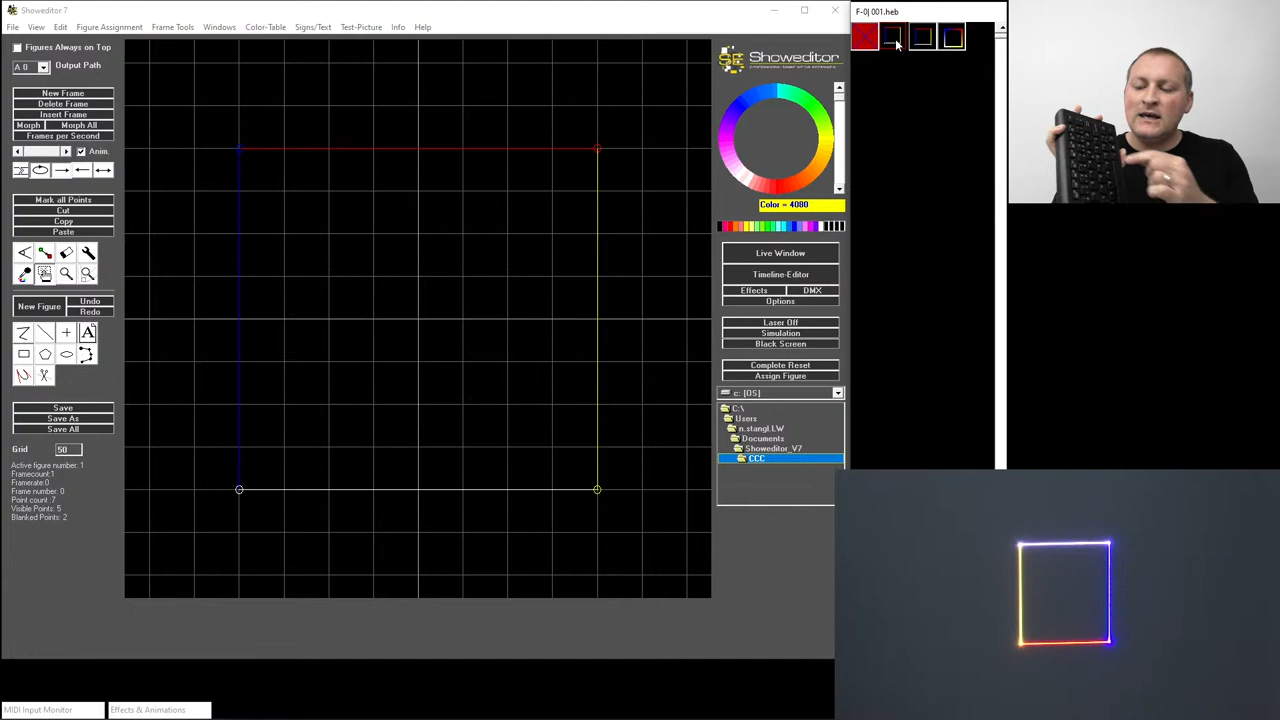 Showeditor 7
File View Edit Figure Assignment Frame Tools Windows Color-Table Signs/Text Test-Picture Info Help
Figures Always on Top
A 0 Output Path
New Frame
Delete Frame
Insert Frame
Morph Morph All
Frames per Second
Anim.
Mark all Points
Cut
Copy
Paste
New Figure Undo
Redo
A
Save
Save As
Save All
Grid 50
Active figure number: 1
Framecount:1
Framerate:0
Frame number: 0
Point count :7
Visible Points: 5
Blanked Points: 2
MIDI Input Monitor Effects & Animations
SE Showeditor
Color = 4080
Live Window
Timeline-Editor
Effects DMX
Options
Laser Off
Simulation
Black Screen
Complete Reset
Assign Figure
c: [OS]
C:\
Users
n.stangl.LW
Documents
Showeditor_V7
CCC
F-0| 001.heb